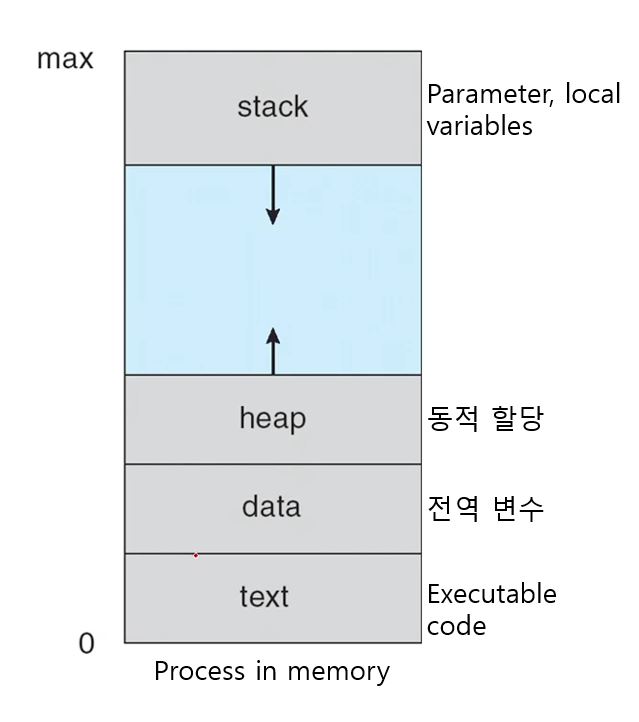 max
stack
Parameter, local
variables
heap
동적 할당
data
전역 변수
text
Executable
code
0
Process in memory